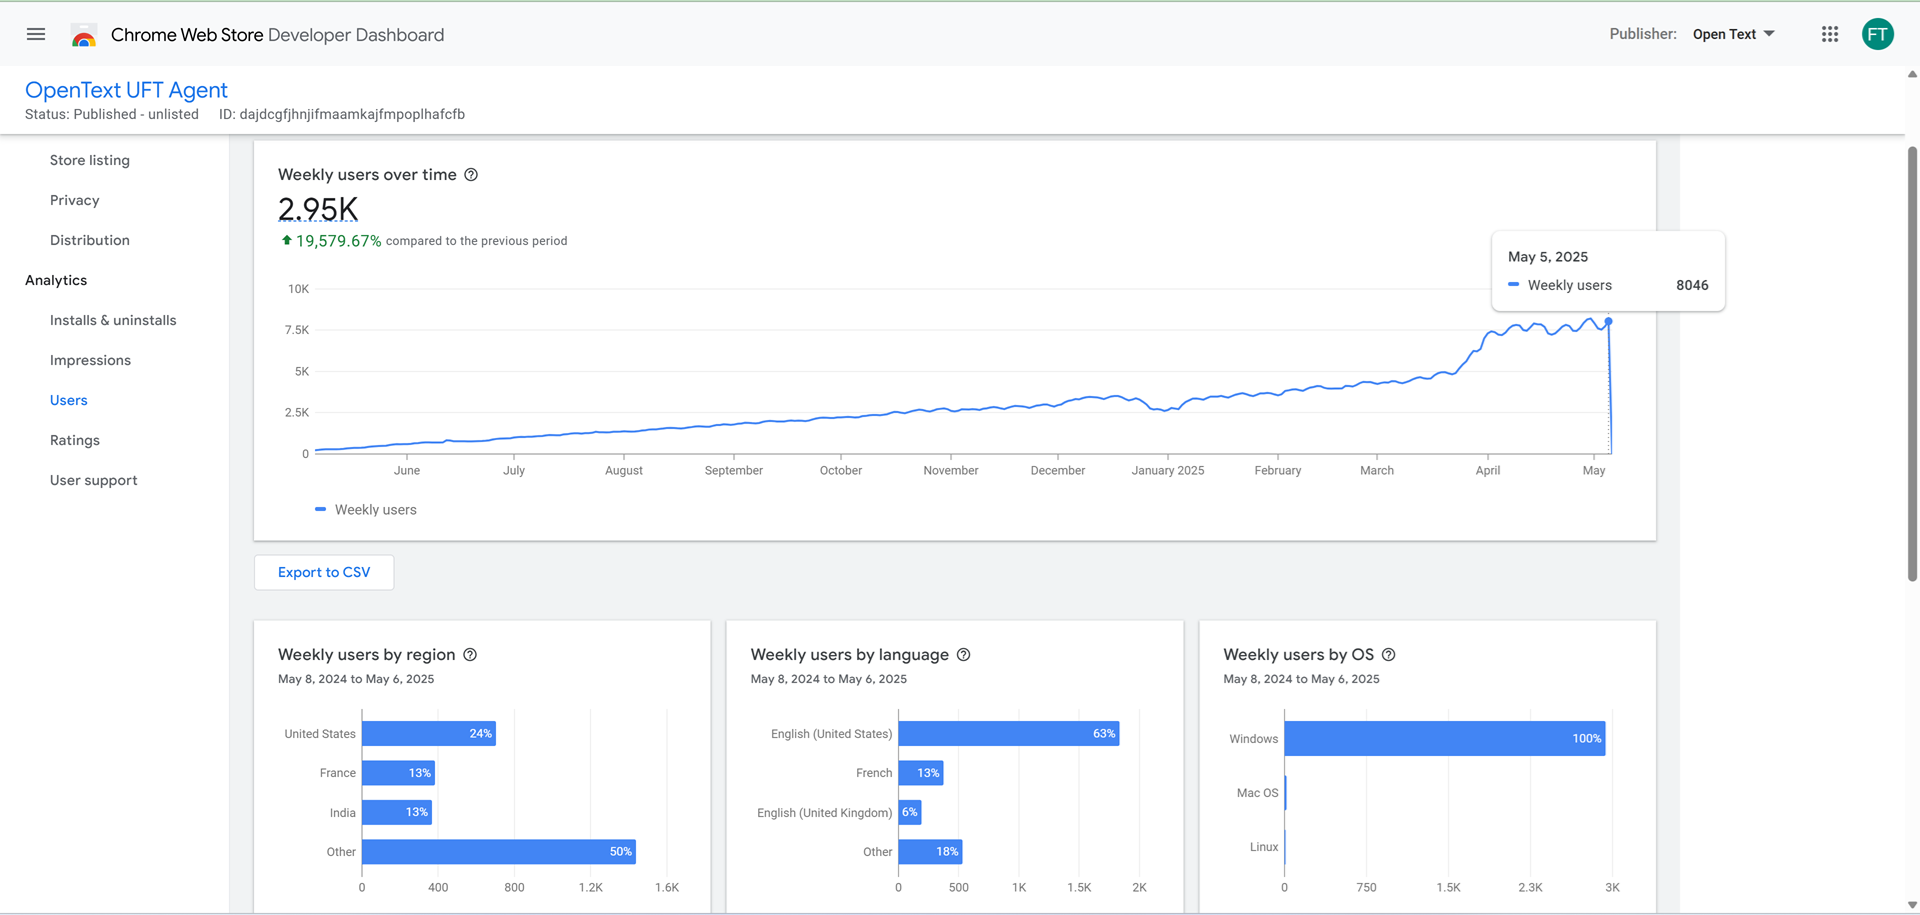 Chrome Web Store Developer Dashboard
Publisher: Open Text
FT
OpenText UFT Agent
Status: Published - unlisted ID: dajdcgfjhnjifmaamkajfmpoplhafcfb
Store listing
Privacy
Distribution
Analytics
Installs & uninstalls
Impressions
Users
Ratings
User support
Weekly users over time
2.95K
19,579.67% compared to the previous period
May 5, 2025
Weekly users 8046
10K
7.5K
5K
2.5K
0
June July August September October November December January 2025 February March April May
Weekly users
Export to CSV
Weekly users by region
May 8, 2024 to May 6, 2025
United States 24%
France 13%
India 13%
Other 50%
0 400 800 1.2K 1.6K
Weekly users by language
May 8, 2024 to May 6, 2025
English (United States) 63%
French 13%
English (United Kingdom) 6%
Other 18%
0 500 1K 1.5K 2K
Weekly users by OS
May 8, 2024 to May 6, 2025
Windows 100%
Mac OS
Linux
0 750 1.5K 2.3K 3K